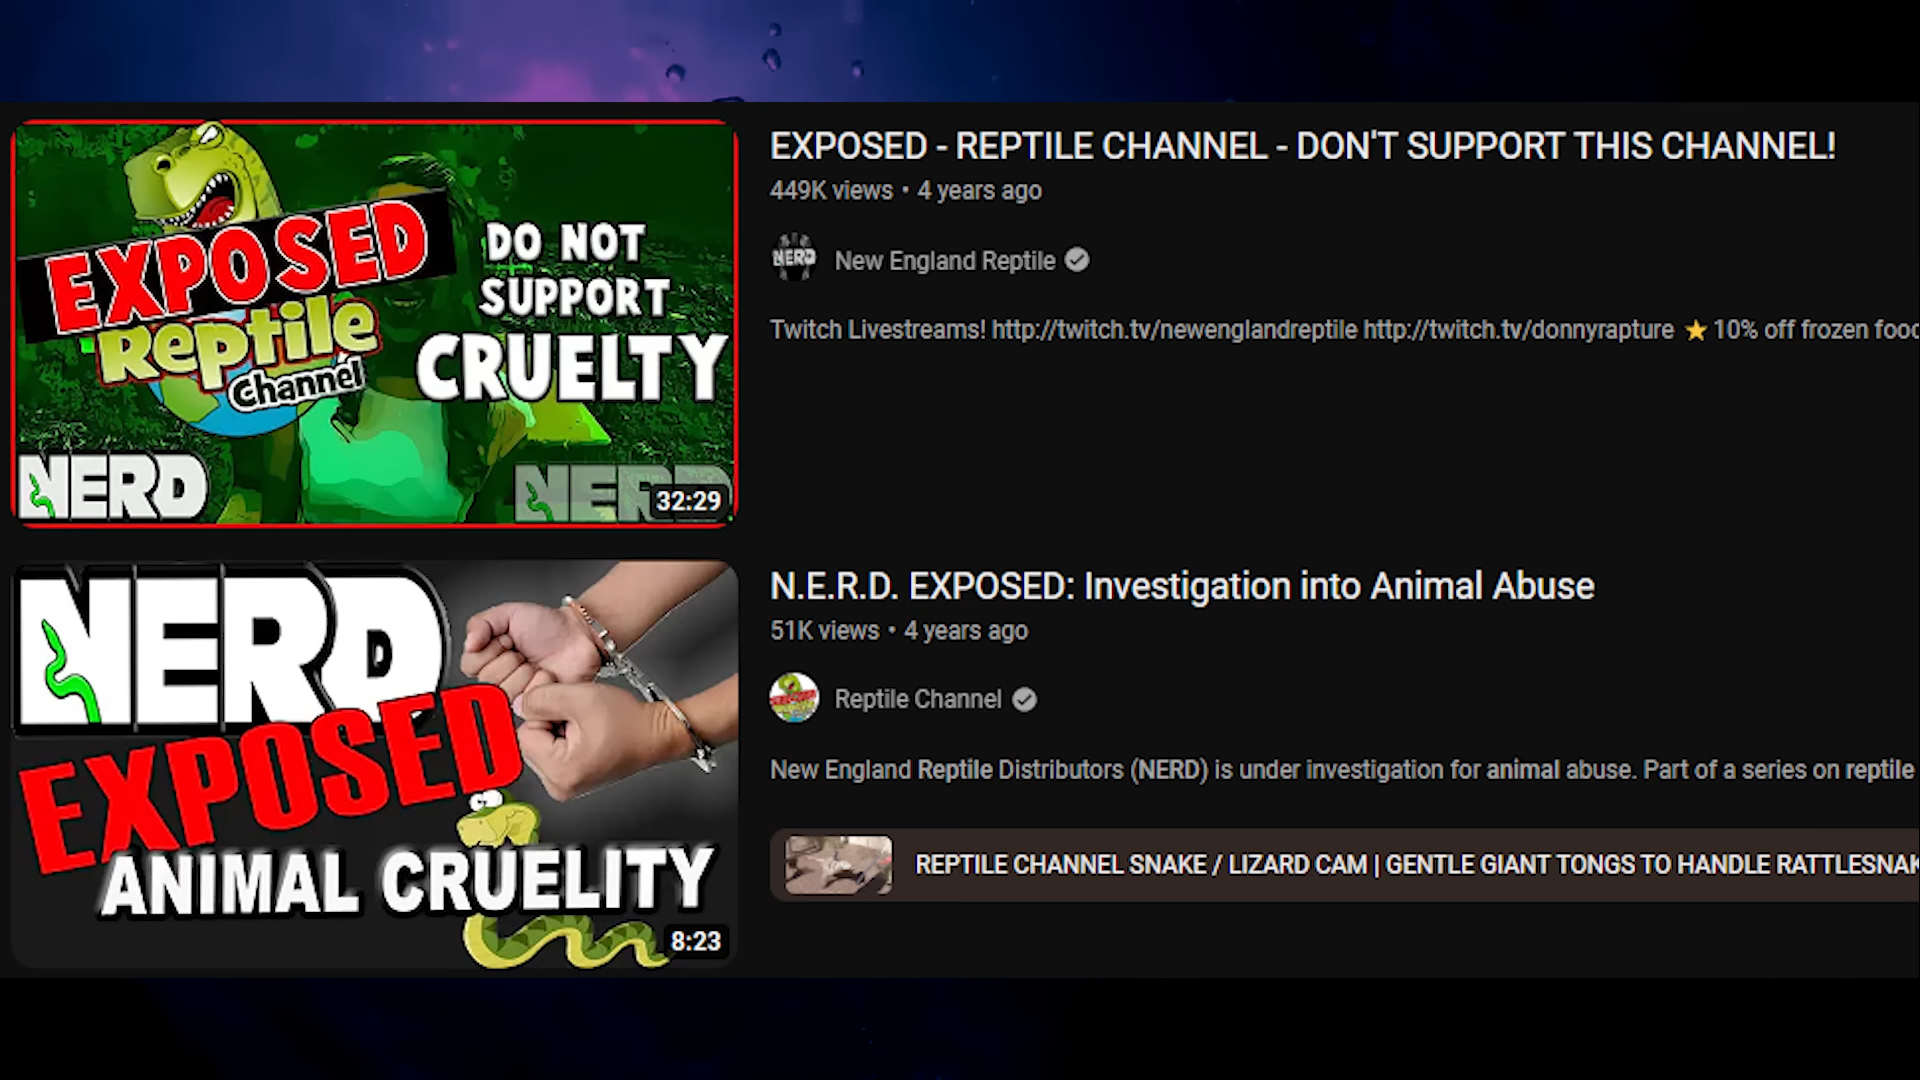 EXPOSED
Reptile
Channel
DO NOT
SUPPORT
CRUELTY
NERD
NERD
32:29
EXPOSED - REPTILE CHANNEL - DON'T SUPPORT THIS CHANNEL!
449K views • 4 years ago
NERD
New England Reptile
Twitch Livestreams! http://twitch.tv/newenglandreptile http://twitch.tv/donnyrapture ⭐ 10% off frozen
NERD
EXPOSED
ANIMAL CRUELITY
8:23
N.E.R.D. EXPOSED: Investigation into Animal Abuse
51K views • 4 years ago
Reptile Channel
New England Reptile Distributors (NERD) is under investigation for animal abuse. Part of a series on reptile
REPTILE CHANNEL SNAKE / LIZARD CAM | GENTLE GIANT TONGS TO HANDLE